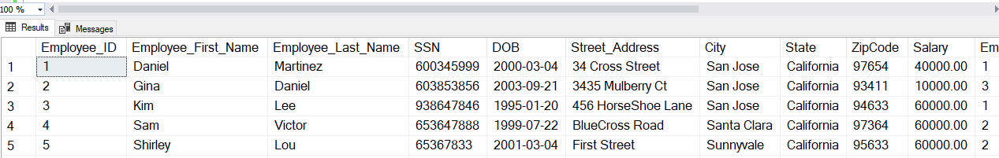 100 %
Results Messages
Employee_ID Employee_First_Name Employee_Last_Name SSN DOB Street_Address City State ZipCode Salary Em
1 1 Daniel Martinez 600345999 2000-03-04 34 Cross Street San Jose California 97654 40000.00 1
2 2 Gina Daniel 603853856 2003-09-21 3435 Mulberry Ct San Jose California 93411 10000.00 3
3 3 Kim Lee 938647846 1995-01-20 456 HorseShoe Lane San Jose California 94633 60000.00 1
4 4 Sam Victor 653647888 1999-07-22 BlueCross Road Santa Clara California 97364 60000.00 2
5 5 Shirley Lou 65367833 2001-03-04 First Street Sunnyvale California 95633 60000.00 2